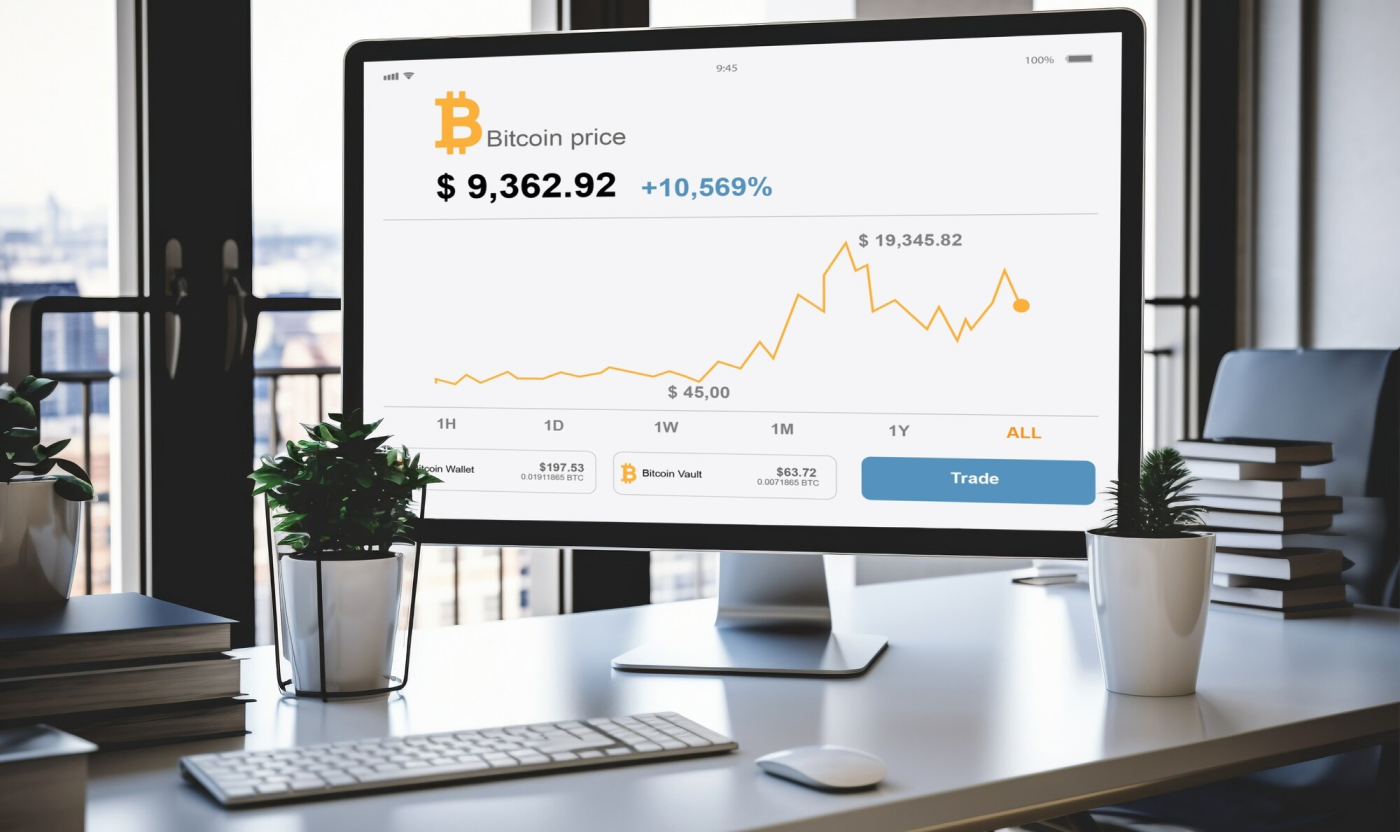 9:45
100%
Bitcoin price
$ 9,362.92 +10,569%
$ 19,345.82
$ 45,00
1H 1D 1W 1M 1Y ALL
Wallet $197.53
0.01911865 BTC
Bitcoin Vault $63.72
0.0071865 BTC
Trade